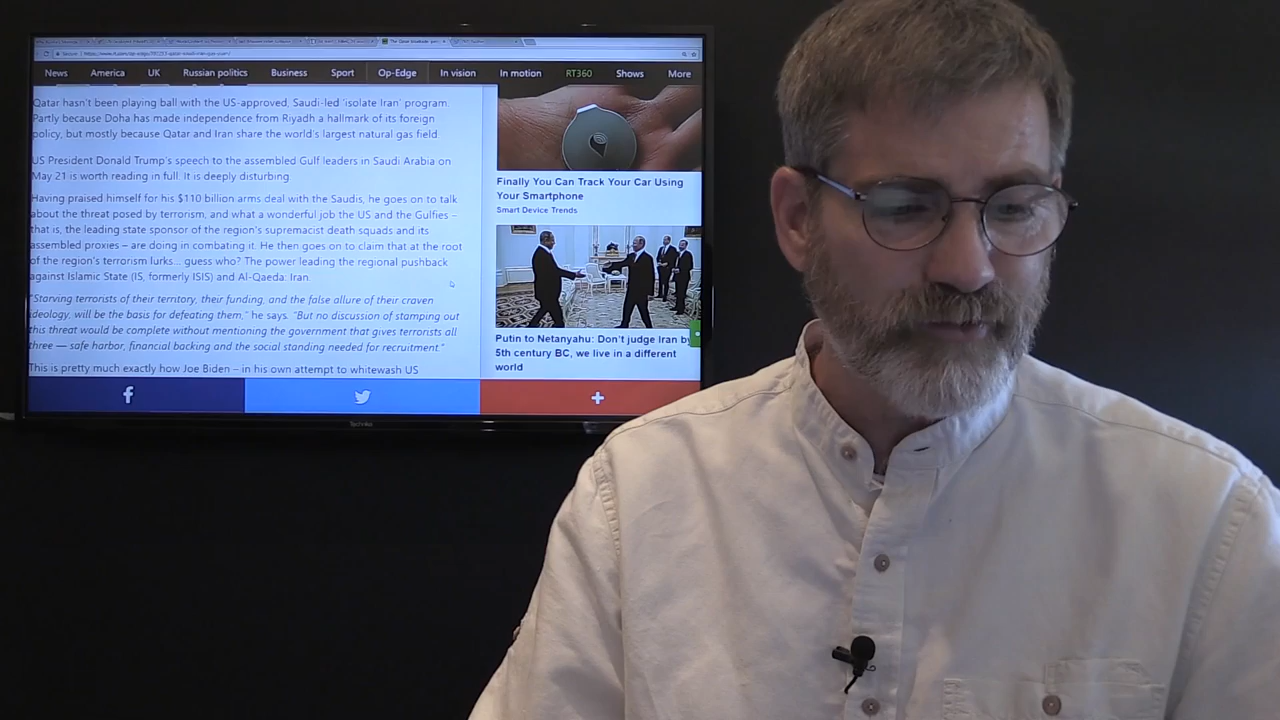 https://www.rt.com/op-edge/
News America UK Russian politics Business Sport Op-Edge In vision In motion RT360 Shows More
Qatar hasn't been playing ball with the US-approved, Saudi-led 'isolate Iran' program.
Partly because Doha has made independence from Riyadh a hallmark of its foreign
policy, but mostly because Qatar and Iran share the world's largest natural gas field.
US President Donald Trump's speech to the assembled Gulf leaders in Saudi Arabia on
May 21 is worth reading in full. It is deeply disturbing.
Having praised himself for his $110 billion arms deal with the Saudis, he goes on to talk
about the threat posed by terrorism, and what a wonderful job the US and the Gulfies –
that is, the leading state sponsor of the region's supremacist death squads and its
assembled proxies – are doing in combating it. He then goes on to claim that at the root
of the region's terrorism lurks... guess who? The power leading the regional pushback
against Islamic State (IS, formerly ISIS) and Al-Qaeda: Iran.
"Starving terrorists of their territory, their funding, and the false allure of their craven
ideology, will be the basis for defeating them," he says. "But no discussion of stamping out
this threat would be complete without mentioning the government that gives terrorists all
three — safe harbor, financial backing and the social standing needed for recruitment."
This is pretty much exactly how Joe Biden – in his own attempt to whitewash US
Finally You Can Track Your Car Using
Your Smartphone
Smart Device Trends
Putin to Netanyahu: Don't judge Iran by
5th century BC, we live in a different
world
Technika